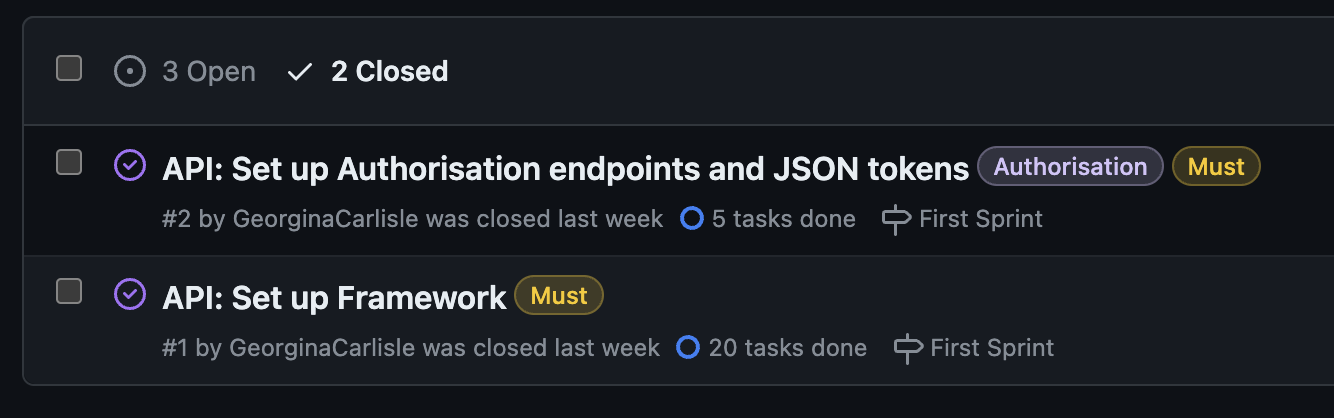 3 Open 2 Closed
API: Set up Authorisation endpoints and JSON tokens Authorisation Must
#2 by GeorginaCarlisle was closed last week 5 tasks done First Sprint
API: Set up Framework Must
#1 by GeorginaCarlisle was closed last week 20 tasks done First Sprint